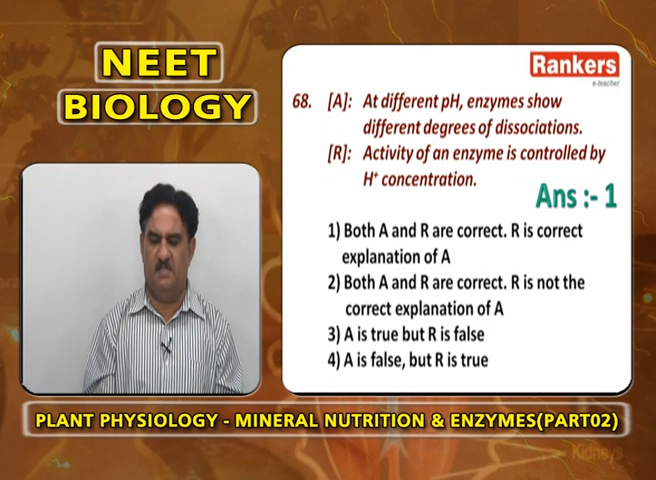 NEET
BIOLOGY
Rankers
e-teacher
68. [A]: At different pH, enzymes show
different degrees of dissociations.
[R]: Activity of an enzyme is controlled by
H⁺ concentration.
Ans :- 1
1) Both A and R are correct. R is correct
explanation of A
2) Both A and R are correct. R is not the
correct explanation of A
3) A is true but R is false
4) A is false, but R is true
PLANT PHYSIOLOGY - MINERAL NUTRITION & ENZYMES(PART02)
Kidneys